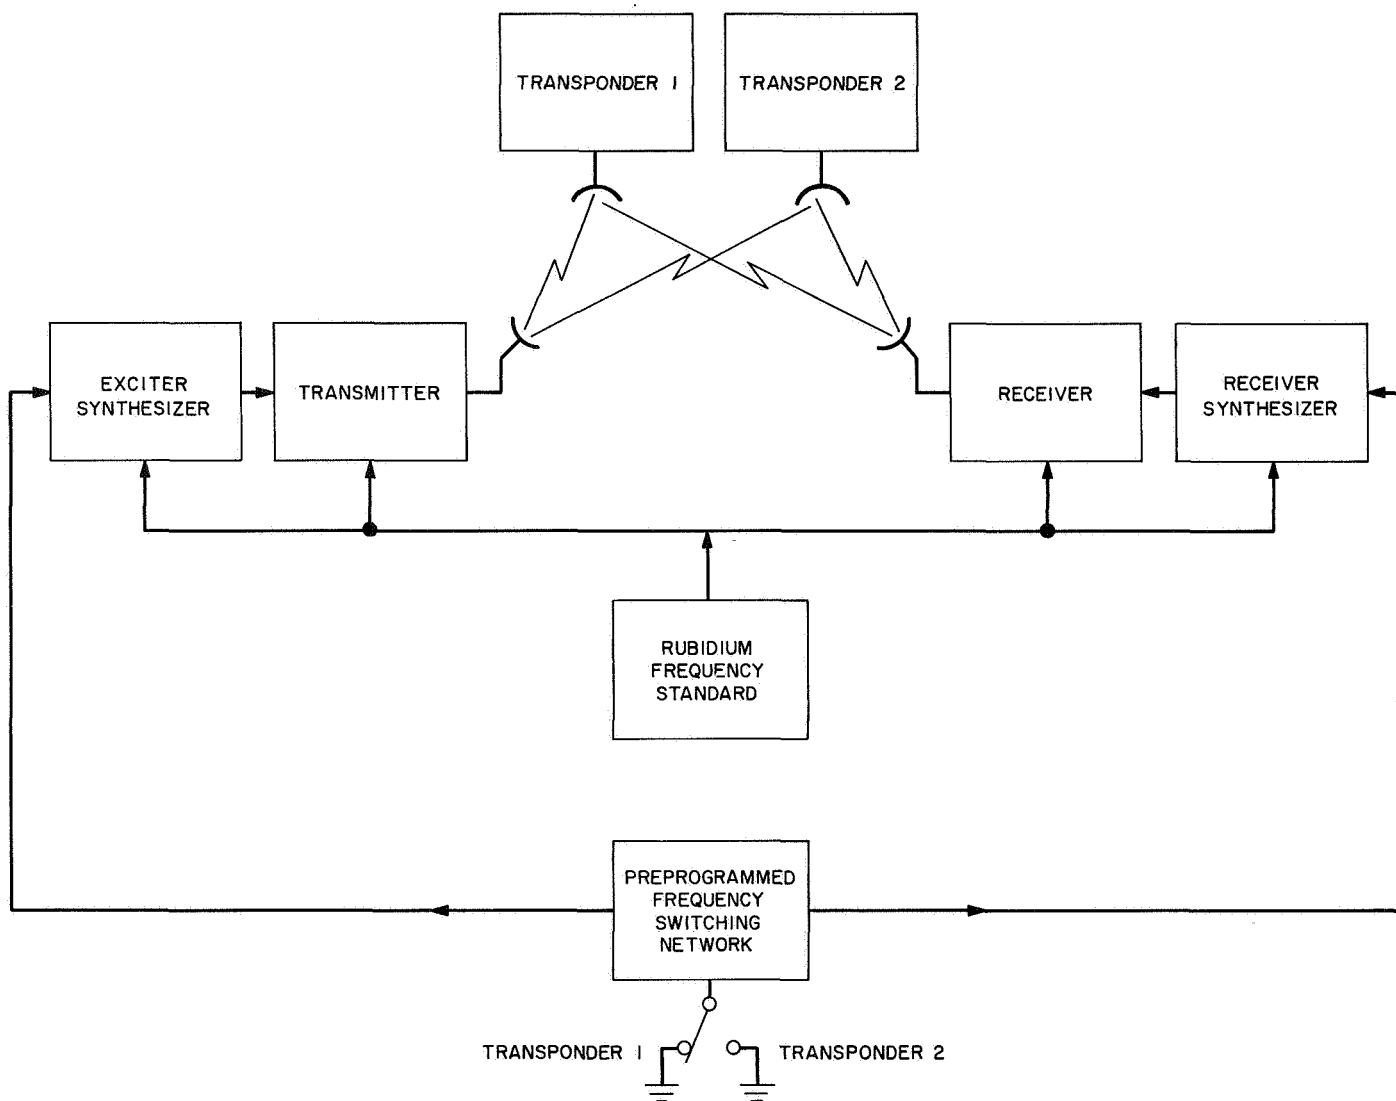 TRANSPONDER 1
TRANSPONDER 2
EXCITER
SYNTHESIZER
TRANSMITTER
RECEIVER
RECEIVER
SYNTHESIZER
RUBIDIUM
FREQUENCY
STANDARD
PREPROGRAMMED
FREQUENCY
SWITCHING
NETWORK
TRANSPONDER 1
TRANSPONDER 2